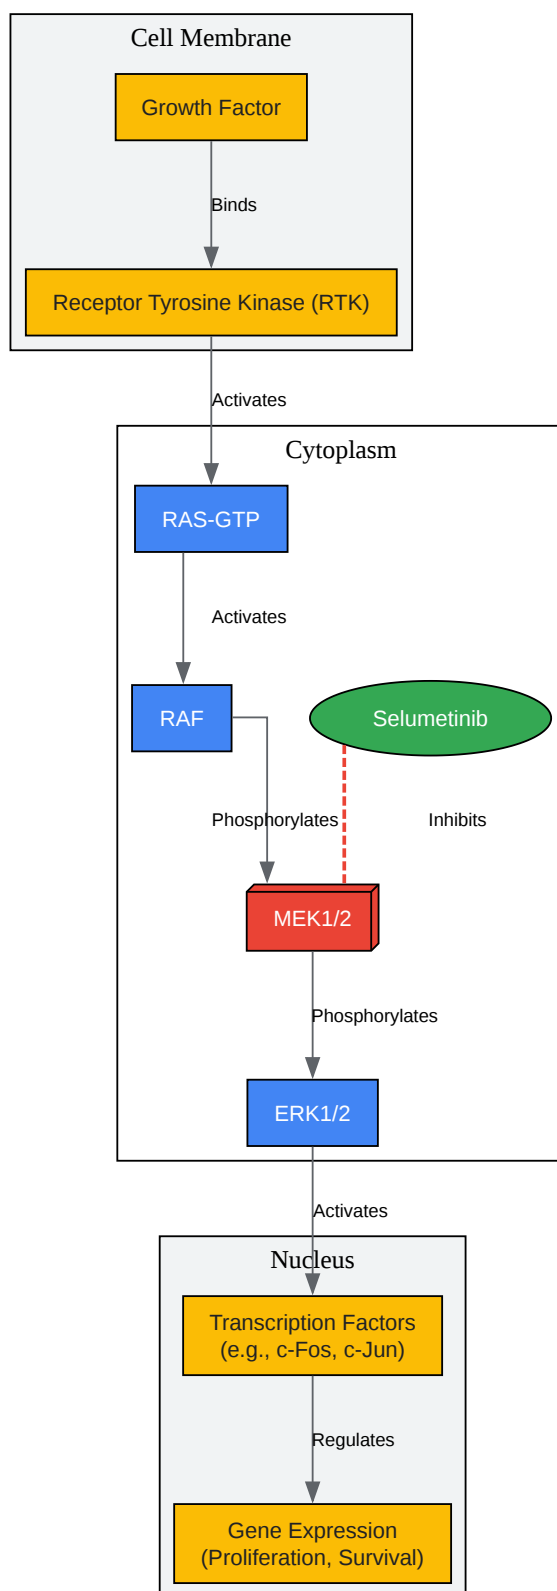 Cell Membrane
Growth Factor
Binds
Receptor Tyrosine Kinase (RTK)
Activates
Cytoplasm
RAS-GTP
Activates
RAF
Selumetinib
Phosphorylates
Inhibits
MEK1/2
Phosphorylates
ERK1/2
Activates
Nucleus
Transcription Factors
(e.g., c-Fos, c-Jun)
Regulates
Gene Expression
(Proliferation, Survival)